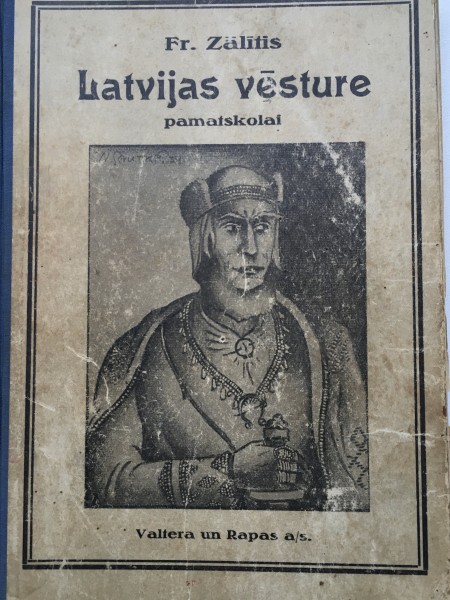 Fr. Zālītis
Latvijas vēsture
pamatskolai
Valtera un Rapas a/s.